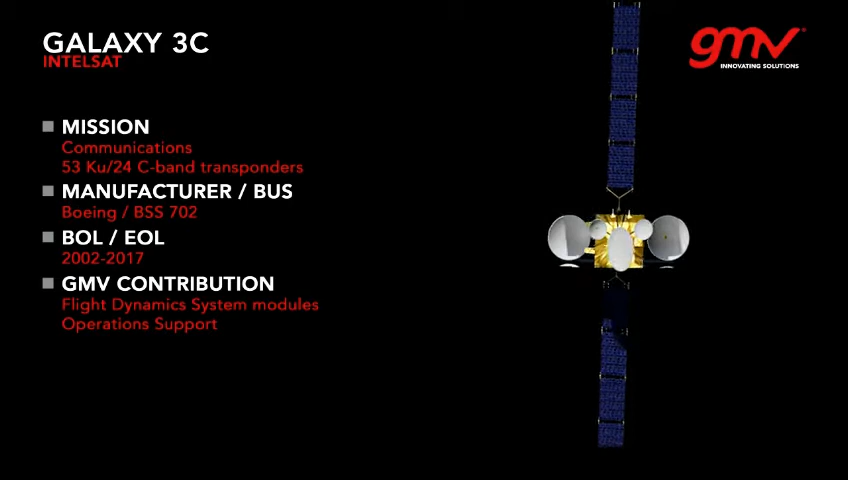 GALAXY 3C
INTELSAT
gmv
INNOVATING SOLUTIONS
MISSION
Communications
53 Ku/24 C-band transponders
MANUFACTURER / BUS
Boeing / BSS 702
BOL / EOL
2002-2017
GMV CONTRIBUTION
Flight Dynamics System modules
Operations Support